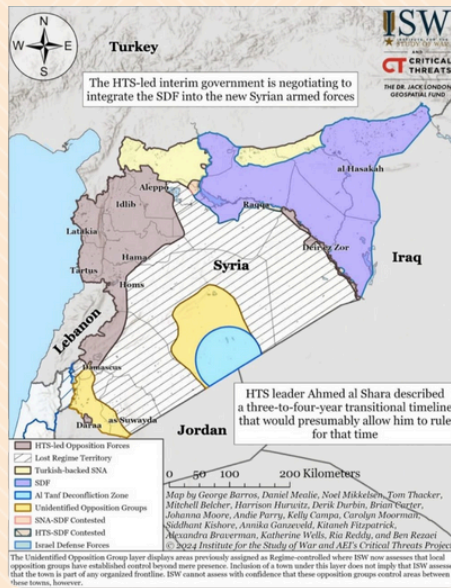 N
W E
S
Turkey
ISW
INSTITUTE FOR THE
STUDY OF WAR
AND
CT CRITICAL
THREATS
THE DR. JACK LONDON
GEOSPATIAL FUND
The HTS-led interim government is negotiating to
integrate the SDF into the new Syrian armed forces
al Hasakah
Aleppo
Idlib
Raqqa
Latakia
Deir ez Zor
Hama
Syria
Iraq
Tartus
Homs
Lebanon
Damascus
HTS leader Ahmed al Shara described
a three-to-four-year transitional timeline
that would presumably allow him to rule
for that time
Daraa
as Suwayda
Jordan
HTS-led Opposition Forces
Lost Regime Territory
Turkish-backed SNA
SDF
Al Tanf Deconfliction Zone
Unidentified Opposition Groups
SNA-SDF Contested
HTS-SDF Contested
Israel Defense Forces
0 50 100 200 Kilometers
Map by George Barros, Daniel Mealie, Noel Mikkelsen, Tom Thacker,
Mitchell Belcher, Harrison Hurwitz, Derik Durbin, Brian Carter,
Johanna Moore, Andie Parry, Kelly Campa, Carolyn Moorman,
Siddhant Kishore, Annika Ganzeveld, Kitaneh Fitzpatrick,
Alexandra Braverman, Katherine Wells, Ria Reddy, and Ben Rezaei
© 2024 Institute for the Study of War and AEI's Critical Threats Project
The Unidentified Opposition Group layer displays areas previously assigned as Regime-controlled where ISW now assesses that local
opposition groups have established control beyond mere presence. Inclusion of a town under this layer does not imply that ISW assesses
that the town is part of any organized frontline. ISW cannot assess with confidence that these opposition groups control areas between
these towns, however.